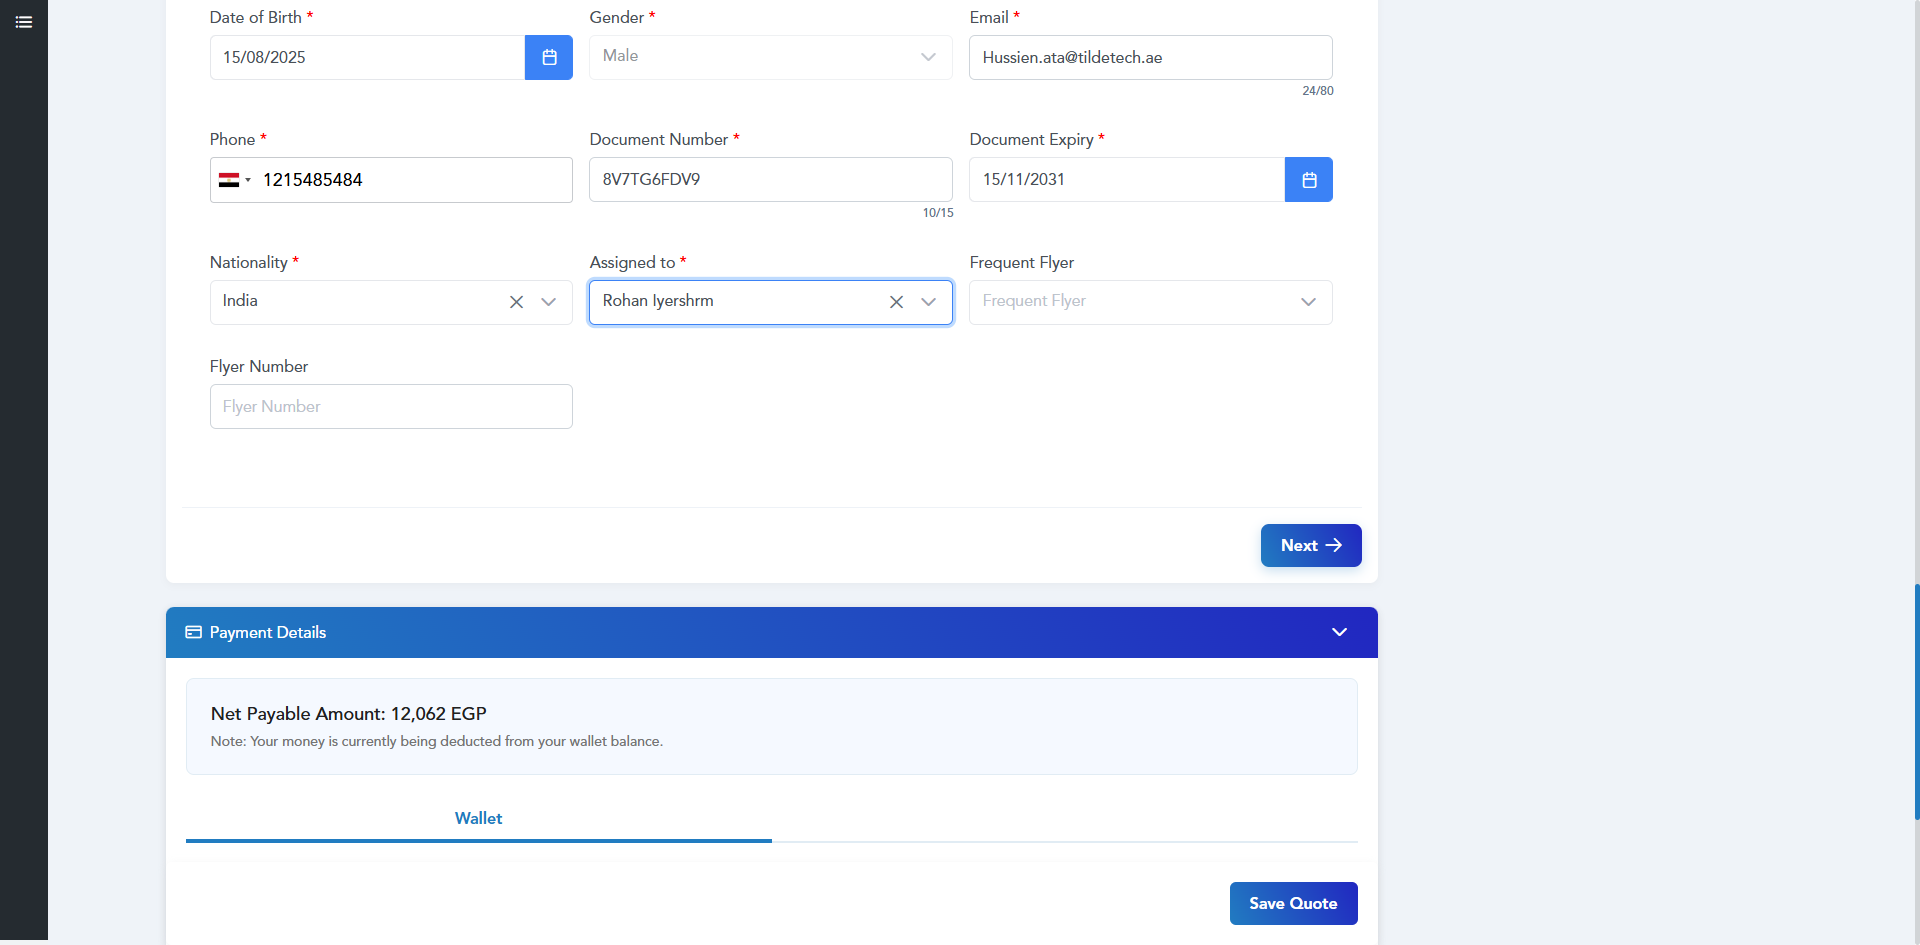 Date of Birth *
Gender *
Email *
15/08/2025
Male
Hussien.ata@tildetech.ae
24/80
Phone *
Document Number *
Document Expiry *
1215485484
8V7TG6FDV9
15/11/2031
10/15
Nationality *
Assigned to *
Frequent Flyer
India
Rohan Iyershrm
Frequent Flyer
Flyer Number
Flyer Number
Next
Payment Details
Net Payable Amount: 12,062 EGP
Note: Your money is currently being deducted from your wallet balance.
Wallet
Save Quote